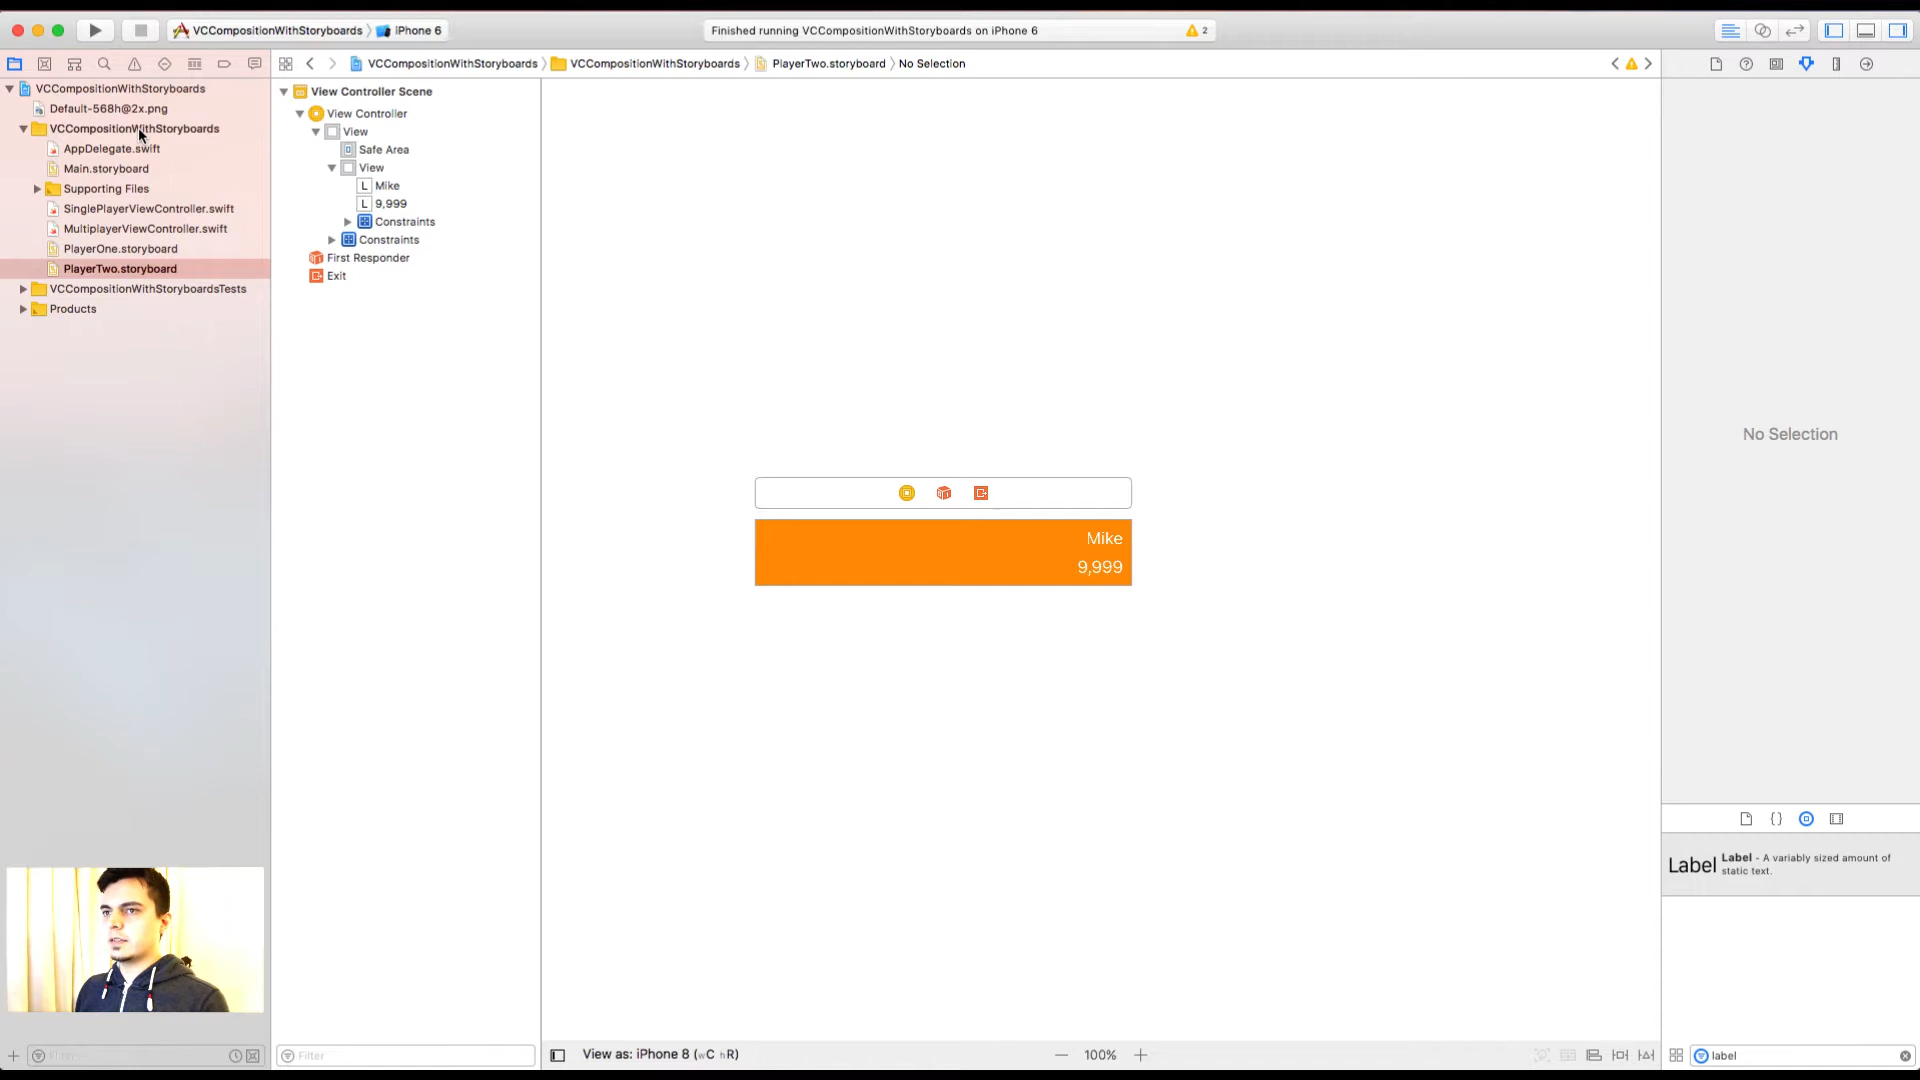 VCCompositionWithStoryboards
iPhone 6
Finished running VCCompositionWithStoryboards on iPhone 6
2
VCCompositionWithStoryboards
VCCompositionWithStoryboards
PlayerTwo.storyboard
No Selection
VCCompositionWithStoryboards
Default-568h@2x.png
VCCompositionWithStoryboards
AppDelegate.swift
Main.storyboard
Supporting Files
SinglePlayerViewController.swift
MultiplayerViewController.swift
PlayerOne.storyboard
PlayerTwo.storyboard
VCCompositionWithStoryboardsTests
Products
View Controller Scene
View Controller
View
Safe Area
View
L Mike
L 9,999
Constraints
Constraints
First Responder
Exit
Mike
9,999
No Selection
Label
Label - A variably sized amount of
static text.
Filter
Filter
View as: iPhone 8 (wC hR)
100%
label